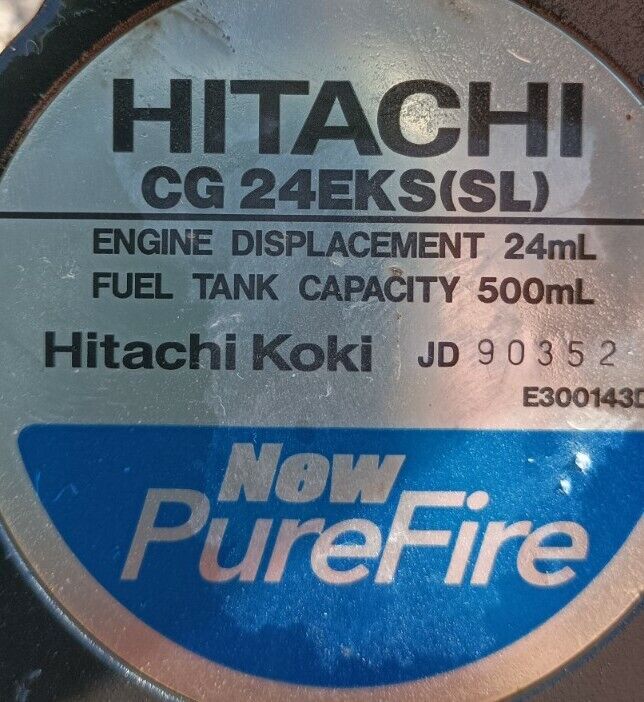 HITACHI
CG 24EKS(SL)
ENGINE DISPLACEMENT 24mL
FUEL TANK CAPACITY 500mL
Hitachi Koki JD 90352
E300143D
New
PureFire